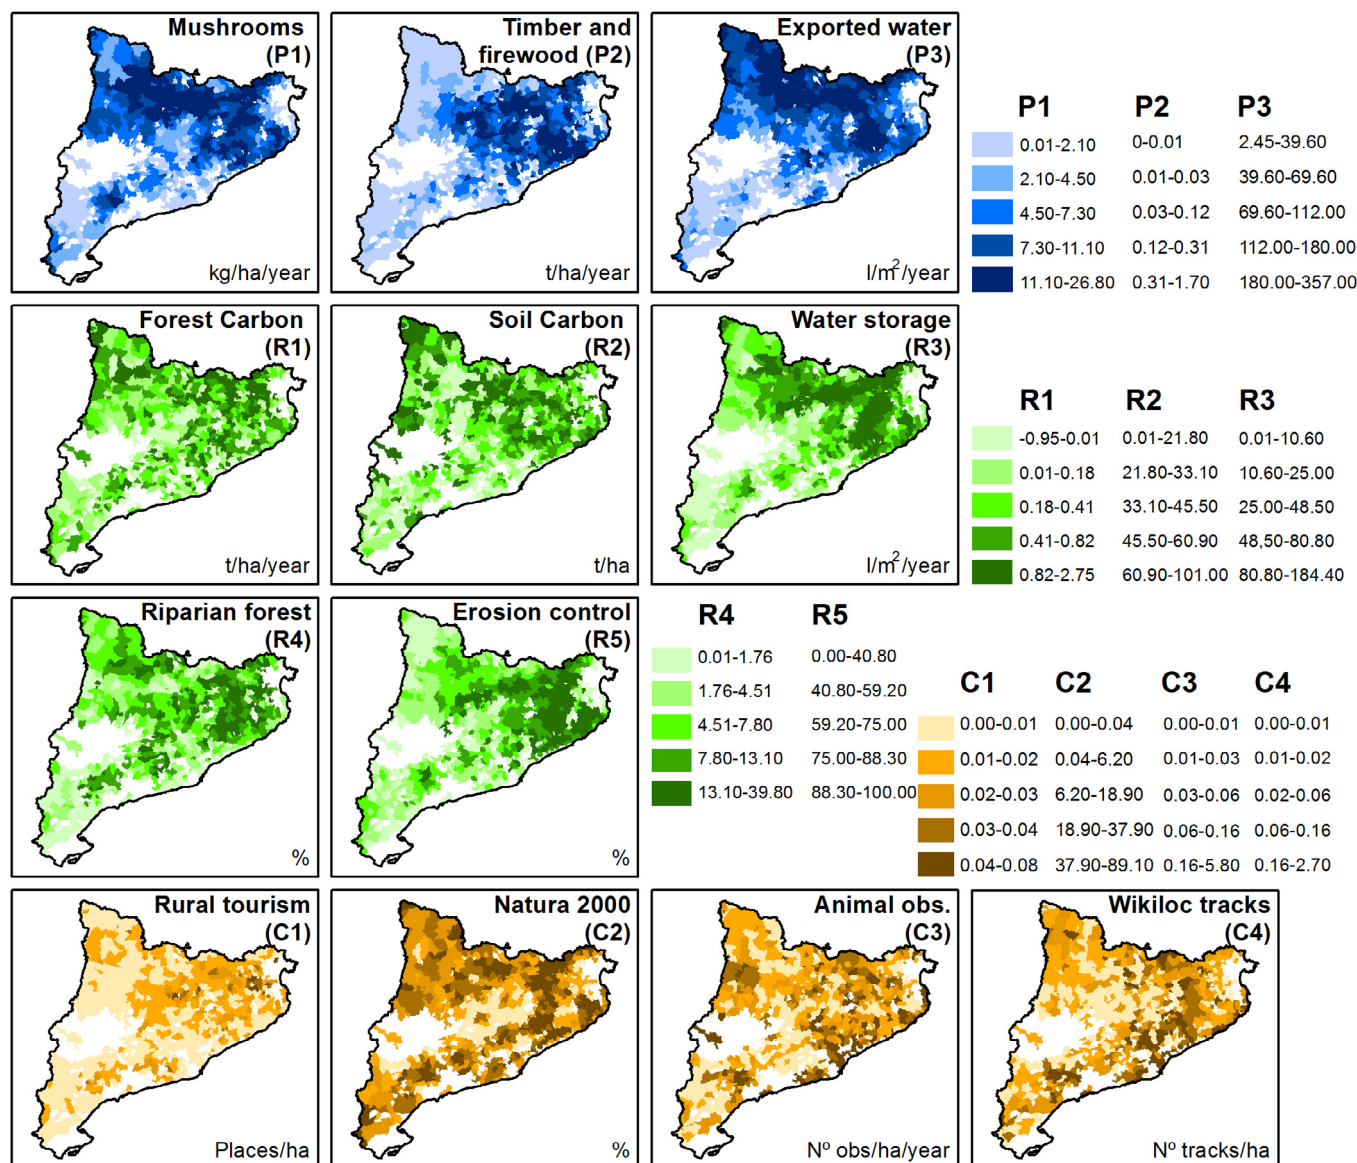 Mushrooms
(P1)
kg/ha/year
Timber and
firewood (P2)
t/ha/year
Exported water
(P3)
l/m²/year
P1 P2 P3
0.01-2.10 0-0.01 2.45-39.60
2.10-4.50 0.01-0.03 39.60-69.60
4.50-7.30 0.03-0.12 69.60-112.00
7.30-11.10 0.12-0.31 112.00-180.00
11.10-26.80 0.31-1.70 180.00-357.00
Forest Carbon
(R1)
t/ha/year
Soil Carbon
(R2)
t/ha
Water storage
(R3)
l/m²/year
R1 R2 R3
-0.95-0.01 0.01-21.80 0.01-10.60
0.01-0.18 21.80-33.10 10.60-25.00
0.18-0.41 33.10-45.50 25.00-48.50
0.41-0.82 45.50-60.90 48,50-80.80
0.82-2.75 60.90-101.00 80.80-184.40
Riparian forest
(R4)
%
Erosion control
(R5)
%
R4 R5
0.01-1.76 0.00-40.80
1.76-4.51 40.80-59.20
4.51-7.80 59.20-75.00
7.80-13.10 75.00-88.30
13.10-39.80 88.30-100.00
C1 C2 C3 C4
0.00-0.01 0.00-0.04 0.00-0.01 0.00-0.01
0.01-0.02 0.04-6.20 0.01-0.03 0.01-0.02
0.02-0.03 6.20-18.90 0.03-0.06 0.02-0.06
0.03-0.04 18.90-37.90 0.06-0.16 0.06-0.16
0.04-0.08 37.90-89.10 0.16-5.80 0.16-2.70
Rural tourism
(C1)
Places/ha
Natura 2000
(C2)
%
Animal obs.
(C3)
Nº obs/ha/year
Wikiloc tracks
(C4)
Nº tracks/ha